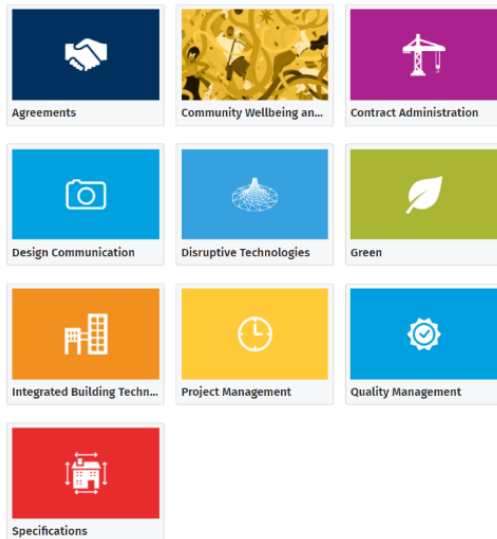 Agreements
Community Wellbeing an...
Contract Administration
Design Communication
Disruptive Technologies
Green
Integrated Building Techn...
Project Management
Quality Management
Specifications